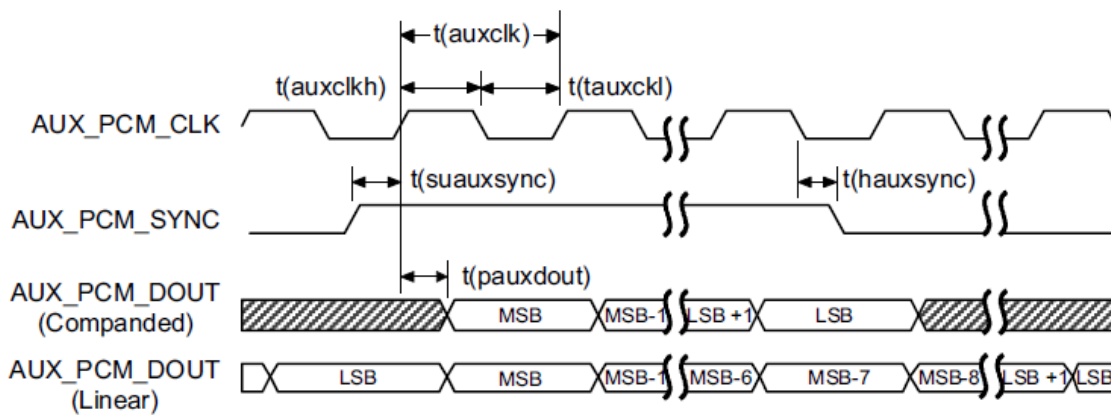 t(auxclk)
t(auxclkh)
t(tauxckl)
AUX_PCM_CLK
t(suauxsync)
t(hauxsync)
AUX_PCM_SYNC
t(pauxdout)
AUX_PCM_DOUT
(Companded)
MSB MSB-1 LSB +1 LSB
AUX_PCM_DOUT
(Linear)
LSB MSB MSB-1 MSB-6 MSB-7 MSB-8 LSB +1 LSB